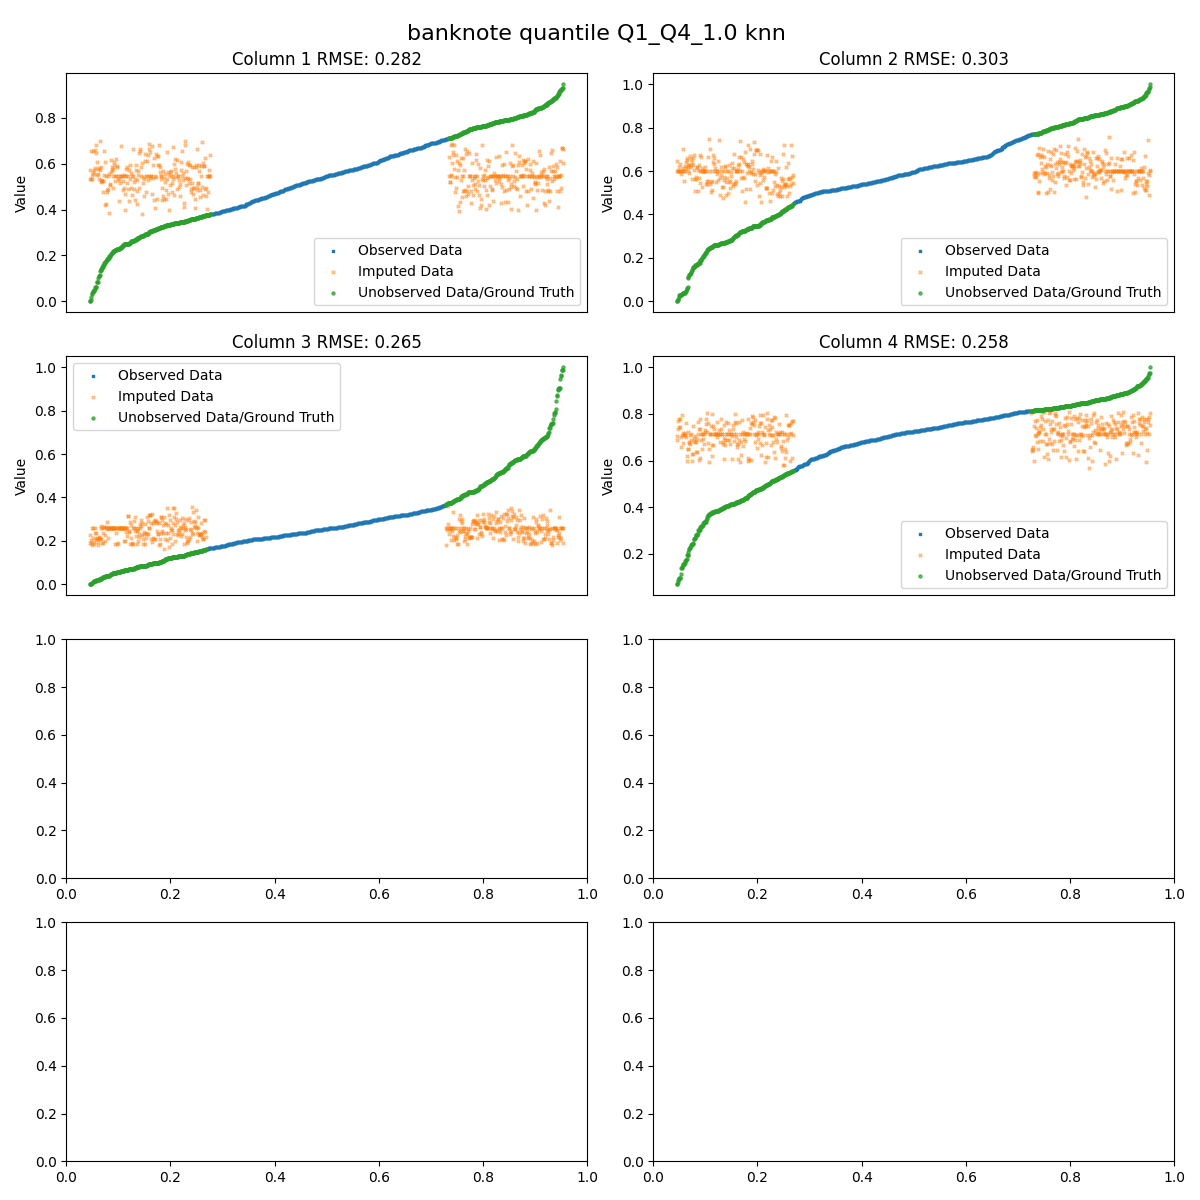 banknote quantile Q1_Q4_1.0 knn
Column 1 RMSE: 0.282
Value
0.8
0.6
0.4
0.2
0.0
Observed Data
Imputed Data
Unobserved Data/Ground Truth
Column 2 RMSE: 0.303
Value
1.0
0.8
0.6
0.4
0.2
0.0
Observed Data
Imputed Data
Unobserved Data/Ground Truth
Column 3 RMSE: 0.265
Value
1.0
0.8
0.6
0.4
0.2
0.0
Observed Data
Imputed Data
Unobserved Data/Ground Truth
Column 4 RMSE: 0.258
Value
1.0
0.8
0.6
0.4
0.2
Observed Data
Imputed Data
Unobserved Data/Ground Truth
1.0
0.8
0.6
0.4
0.2
0.0
0.0 0.2 0.4 0.6 0.8 1.0
1.0
0.8
0.6
0.4
0.2
0.0
0.0 0.2 0.4 0.6 0.8 1.0
1.0
0.8
0.6
0.4
0.2
0.0
0.0 0.2 0.4 0.6 0.8 1.0
1.0
0.8
0.6
0.4
0.2
0.0
0.0 0.2 0.4 0.6 0.8 1.0